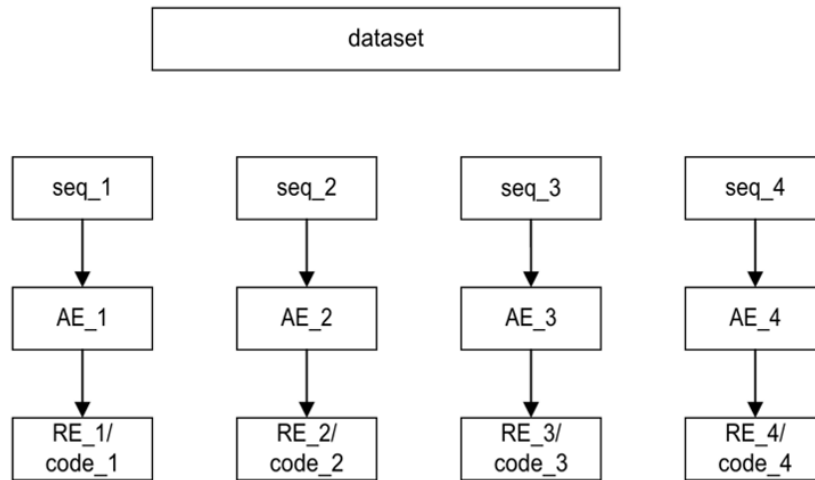 dataset
seq_1 seq_2 seq_3 seq_4
AE_1 AE_2 AE_3 AE_4
RE_1/ RE_2/ RE_3/ RE_4/
code_1 code_2 code_3 code_4